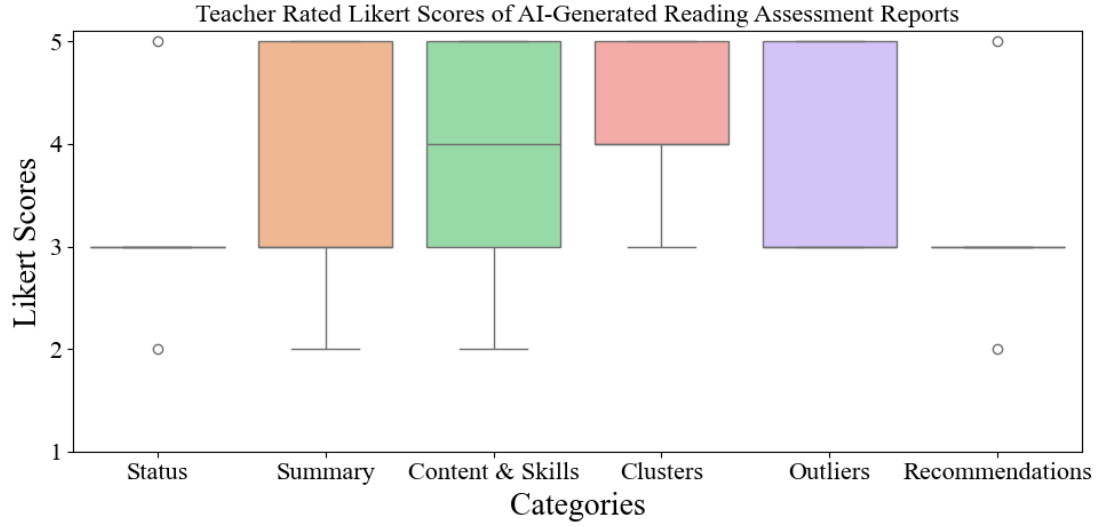 Teacher Rated Likert Scores of AI-Generated Reading Assessment Reports
5
4
3
2
1
Likert Scores
Status Summary Content & Skills Clusters Outliers Recommendations
Categories